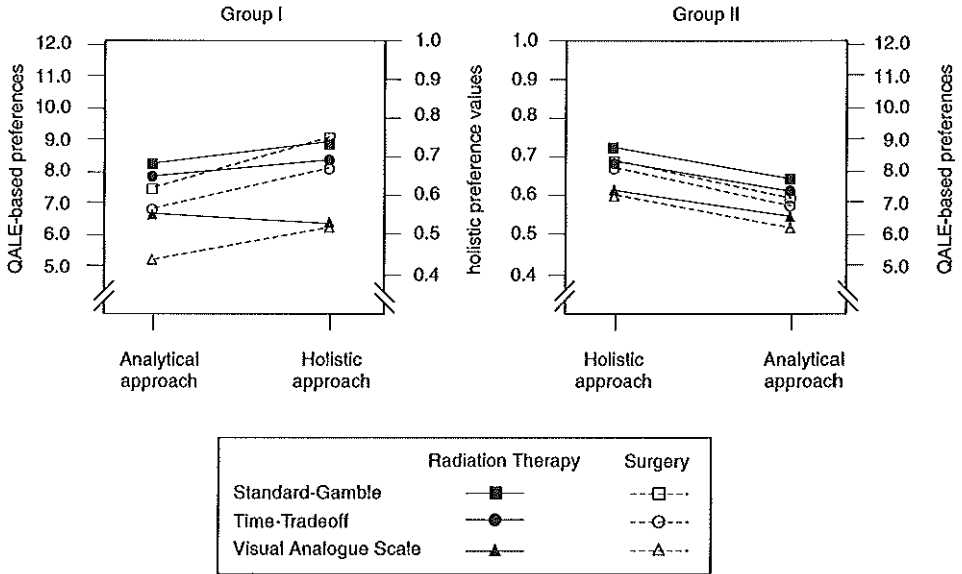 Group I
Group II
QALE-based preferences
12.0
11.0
10.0
9.0
8.0
7.0
6.0
5.0
1.0
0.9
0.8
0.7
0.6
0.5
0.4
holistic preference values
1.0
0.9
0.8
0.7
0.6
0.5
0.4
12.0
11.0
10.0
9.0
8.0
7.0
6.0
5.0
QALE-based preferences
Analytical
approach
Holistic
approach
Holistic
approach
Analytical
approach
Radiation Therapy Surgery
Standard-Gamble
Time-Tradeoff
Visual Analogue Scale